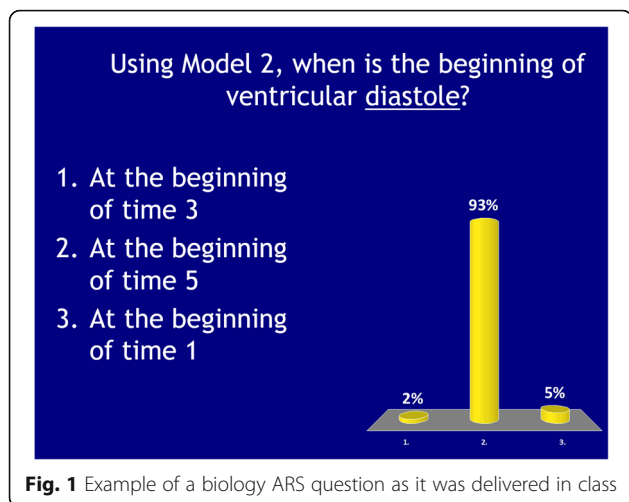 Using Model 2, when is the beginning of
ventricular diastole?
1. At the beginning
of time 3
2. At the beginning
of time 5
3. At the beginning
of time 1
2%
93%
5%
1.
2.
3.
Fig. 1 Example of a biology ARS question as it was delivered in class